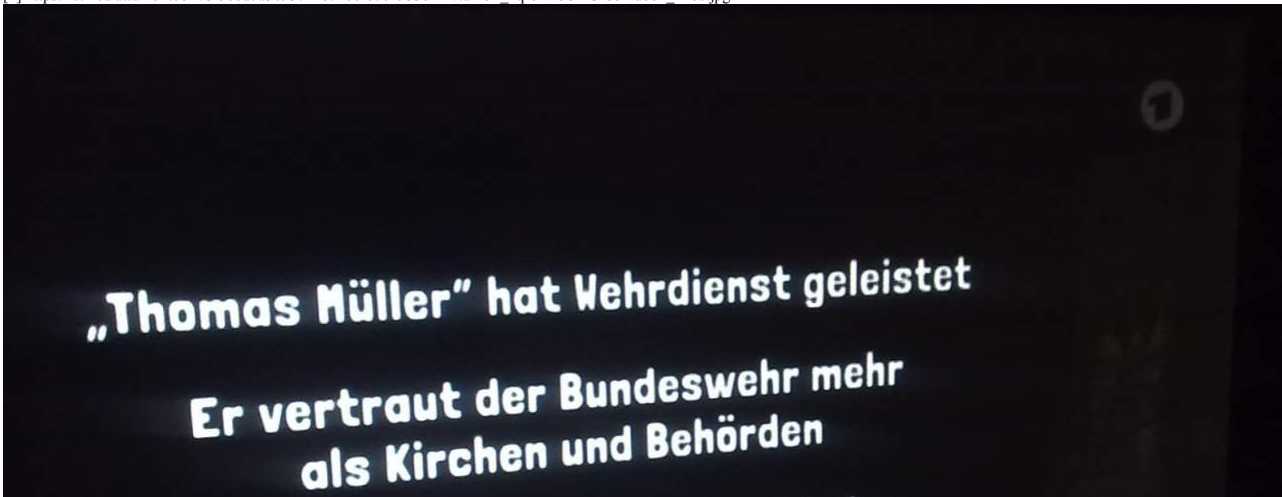 „Thomas Müller“ hat Wehrdienst geleistet
Er vertraut der Bundeswehr mehr
als Kirchen und Behörden